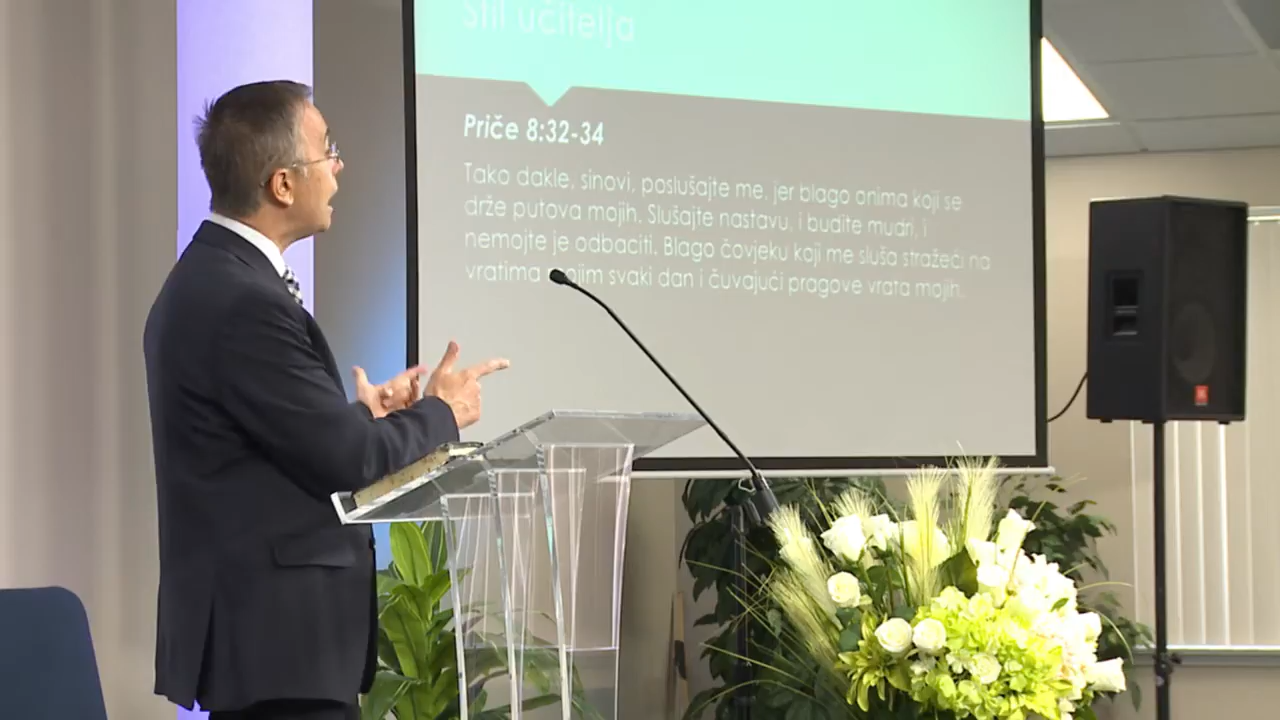 Stil učitelja
Priče 8:32-34
Tako dakle, sinovi, poslušajte me, jer blago onima koji se
drže putova mojih. Slušajte nastavu, i budite mudri, i
nemojte je odbaciti. Blago čovjeku koji me sluša stražeći na
vratima mojim svaki dan i čuvajući pragove vrata mojih.